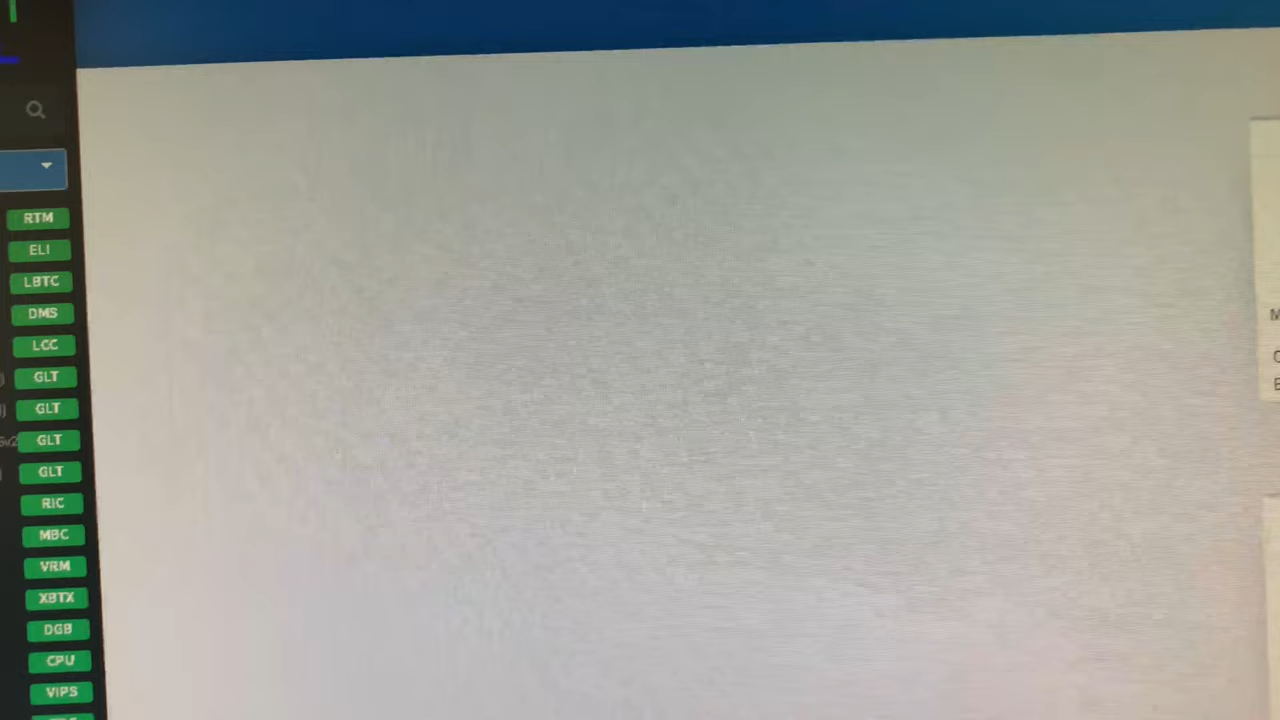 RTM
ELI
LBTC
DMS
LCC
GLT
GLT
GLT
GLT
RIC
MBC
VRM
XBTX
DGB
CPU
VIPS